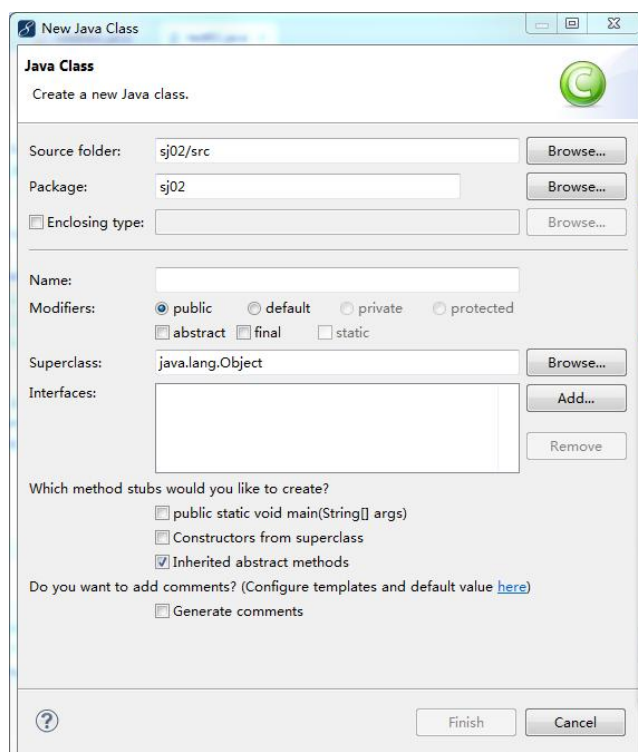 New Java Class
Java Class
Create a new Java class.
Source folder: sj02/src Browse...
Package: sj02 Browse...
Enclosing type: Browse...
Name:
Modifiers: public default private protected
abstract final static
Superclass: java.lang.Object Browse...
Interfaces: Add...
Remove
Which method stubs would you like to create?
public static void main(String[] args)
Constructors from superclass
Inherited abstract methods
Do you want to add comments? (Configure templates and default value here)
Generate comments
Finish Cancel